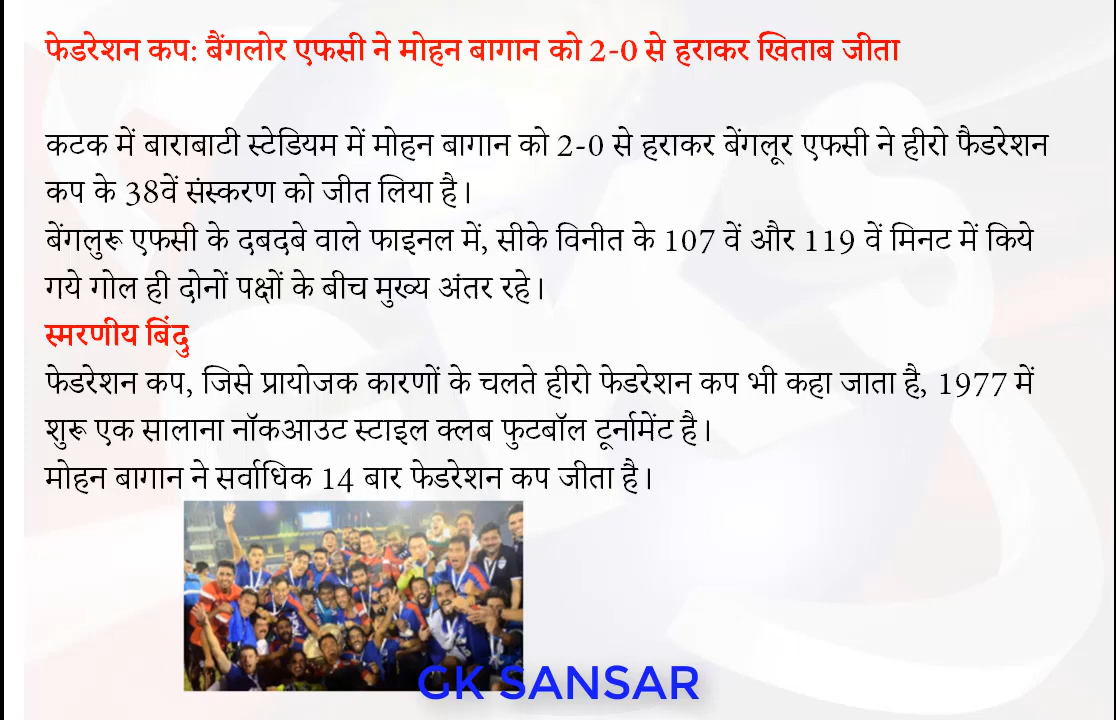 फेडरेशन कप: बैंगलोर एफसी ने मोहन बागान को 2-0 से हराकर खिताब जीता
कटक में बाराबाटी स्टेडियम में मोहन बागान को 2-0 से हराकर बेंगलूर एफसी ने हीरो फैडरेशन
कप के 38वें संस्करण को जीत लिया है।
बेंगलुरू एफसी के दबदबे वाले फाइनल में, सीके विनीत के 107 वें और 119 वें मिनट में किये
गये गोल ही दोनों पक्षों के बीच मुख्य अंतर रहे।
स्मरणीय बिंदु
फेडरेशन कप, जिसे प्रायोजक कारणों के चलते हीरो फेडरेशन कप भी कहा जाता है, 1977 में
शुरू एक सालाना नॉकआउट स्टाइल क्लब फुटबॉल टूर्नामेंट है।
मोहन बागान ने सर्वाधिक 14 बार फेडरेशन कप जीता है।
GK SANSAR